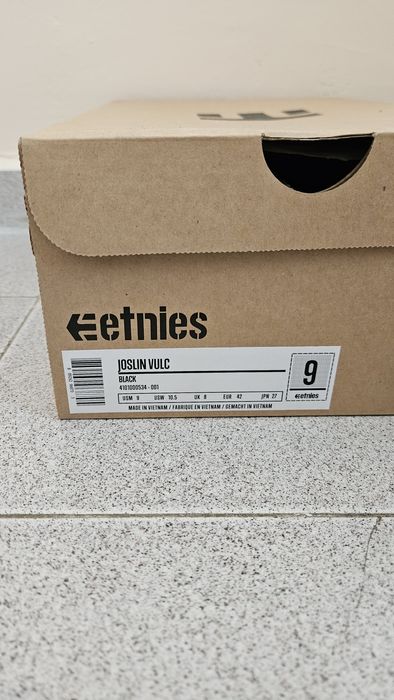 etnies
JOSLIN VULC
BLACK
4101000534 - 001
USM 9 USW 10.5 UK 8 EUR 42 JPN 27
MADE IN VIETNAM / FABRIQUE EN VIETNAM / GEMACHT IN VIETNAM
9
etnies